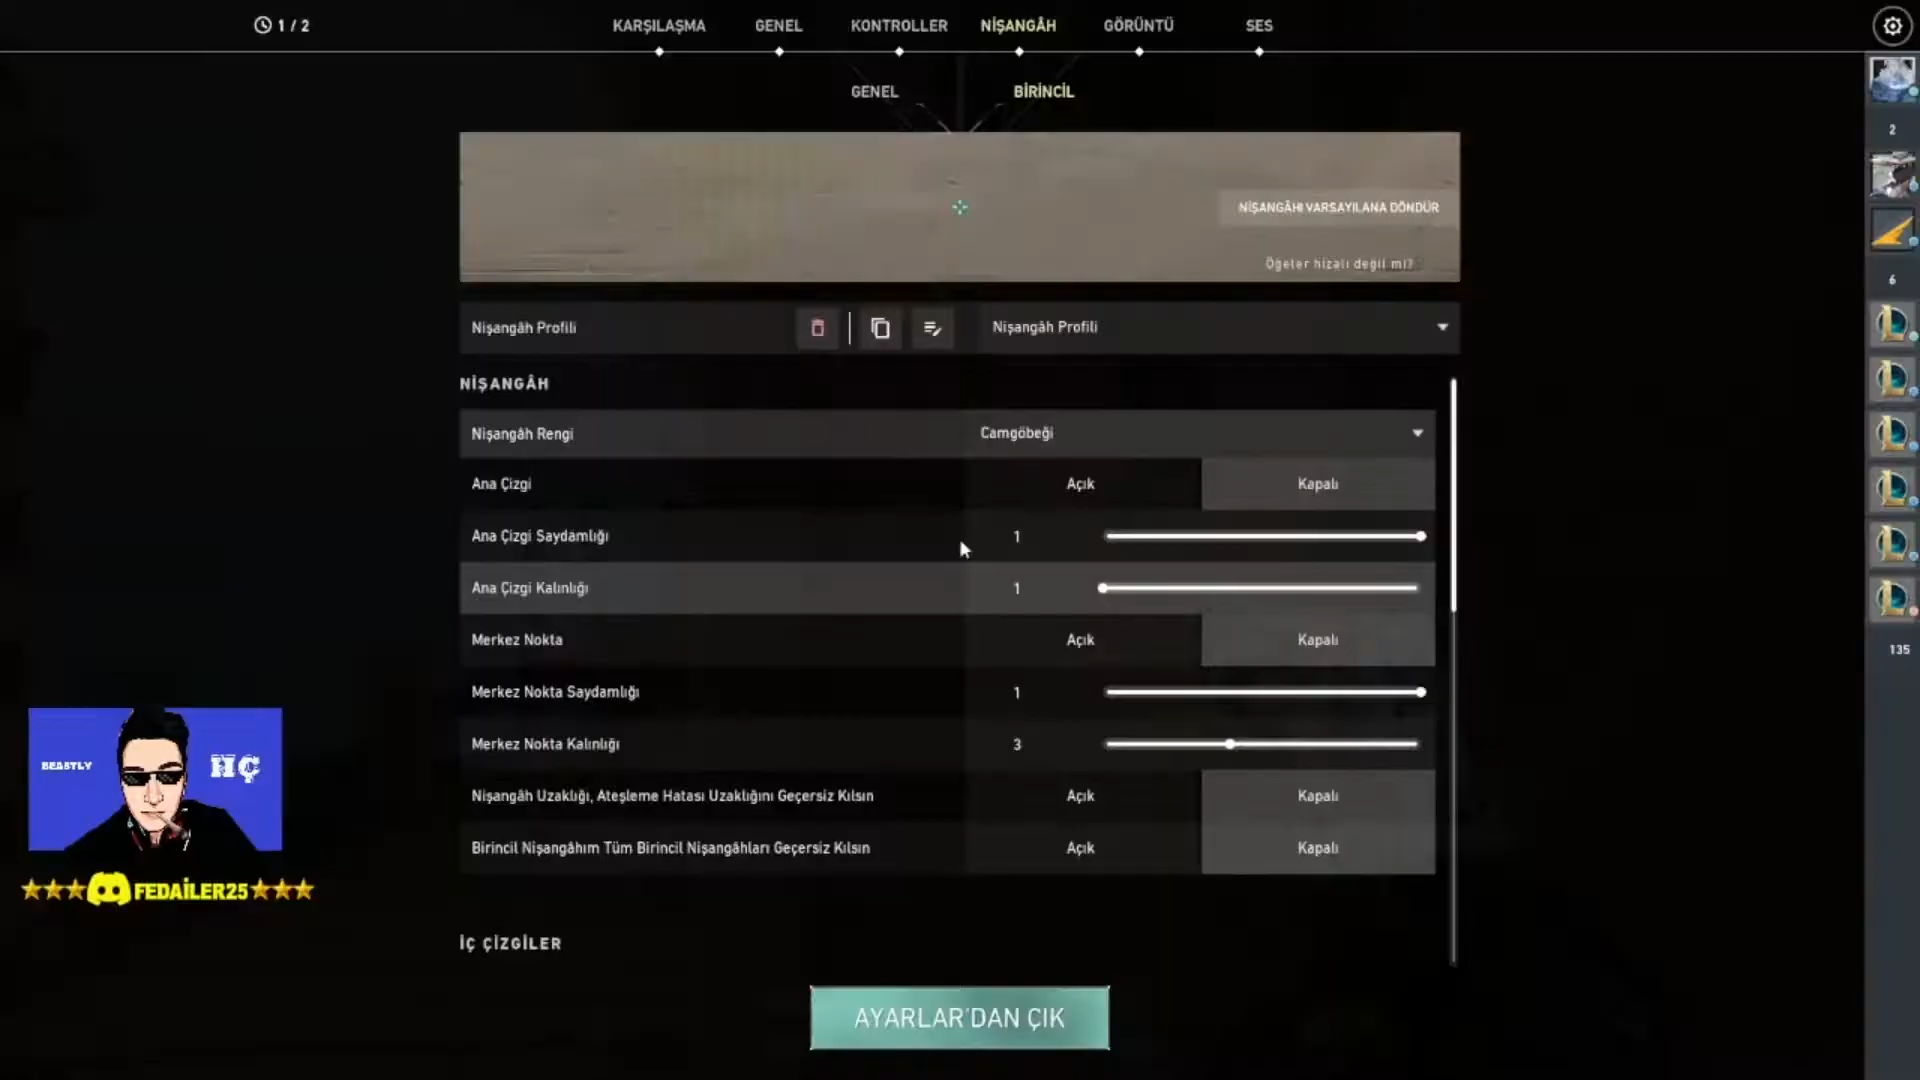 1 / 2
KARŞILAŞMA GENEL KONTROLLER NİŞANGÂH GÖRÜNTÜ SES
GENEL BİRİNCİL
NİŞANGÂHI VARSAYILANA DÖNDÜR
Öğeler hizalı değil mi?
Nişangâh Profili Nişangâh Profili
NİŞANGÂH
Nişangâh Rengi Camgöbeği
Ana Çizgi Açık Kapalı
Ana Çizgi Saydamlığı 1
Ana Çizgi Kalınlığı 1
Merkez Nokta Açık Kapalı
Merkez Nokta Saydamlığı 1
Merkez Nokta Kalınlığı 3
Nişangâh Uzaklığı, Ateşleme Hatası Uzaklığını Geçersiz Kılsın Açık Kapalı
Birincil Nişangâhım Tüm Birincil Nişangâhları Geçersiz Kılsın Açık Kapalı
İÇ ÇİZGİLER
AYARLAR'DAN ÇIK
BEASTLY HÇ
FEDAİLER25
2
6
135